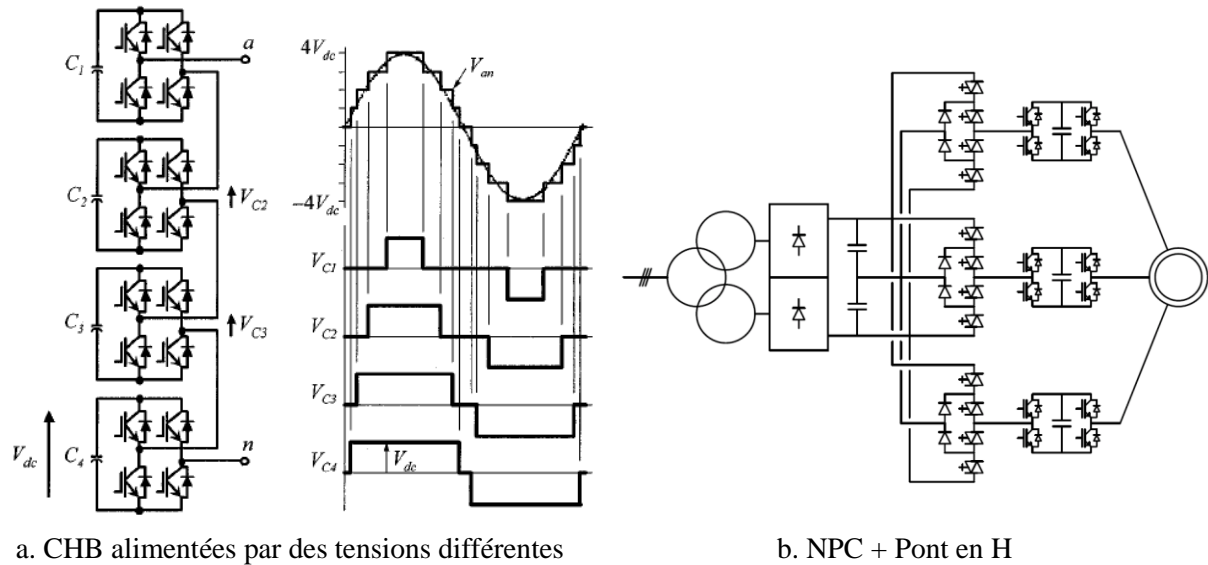 a
C1
4Vdc
Van
C2
VC2
−4Vdc
VC1
C3
VC3
VC2
VC3
C4
n
Vdc
VC4
Vdc
a. CHB alimentées par des tensions différentes
b. NPC + Pont en H